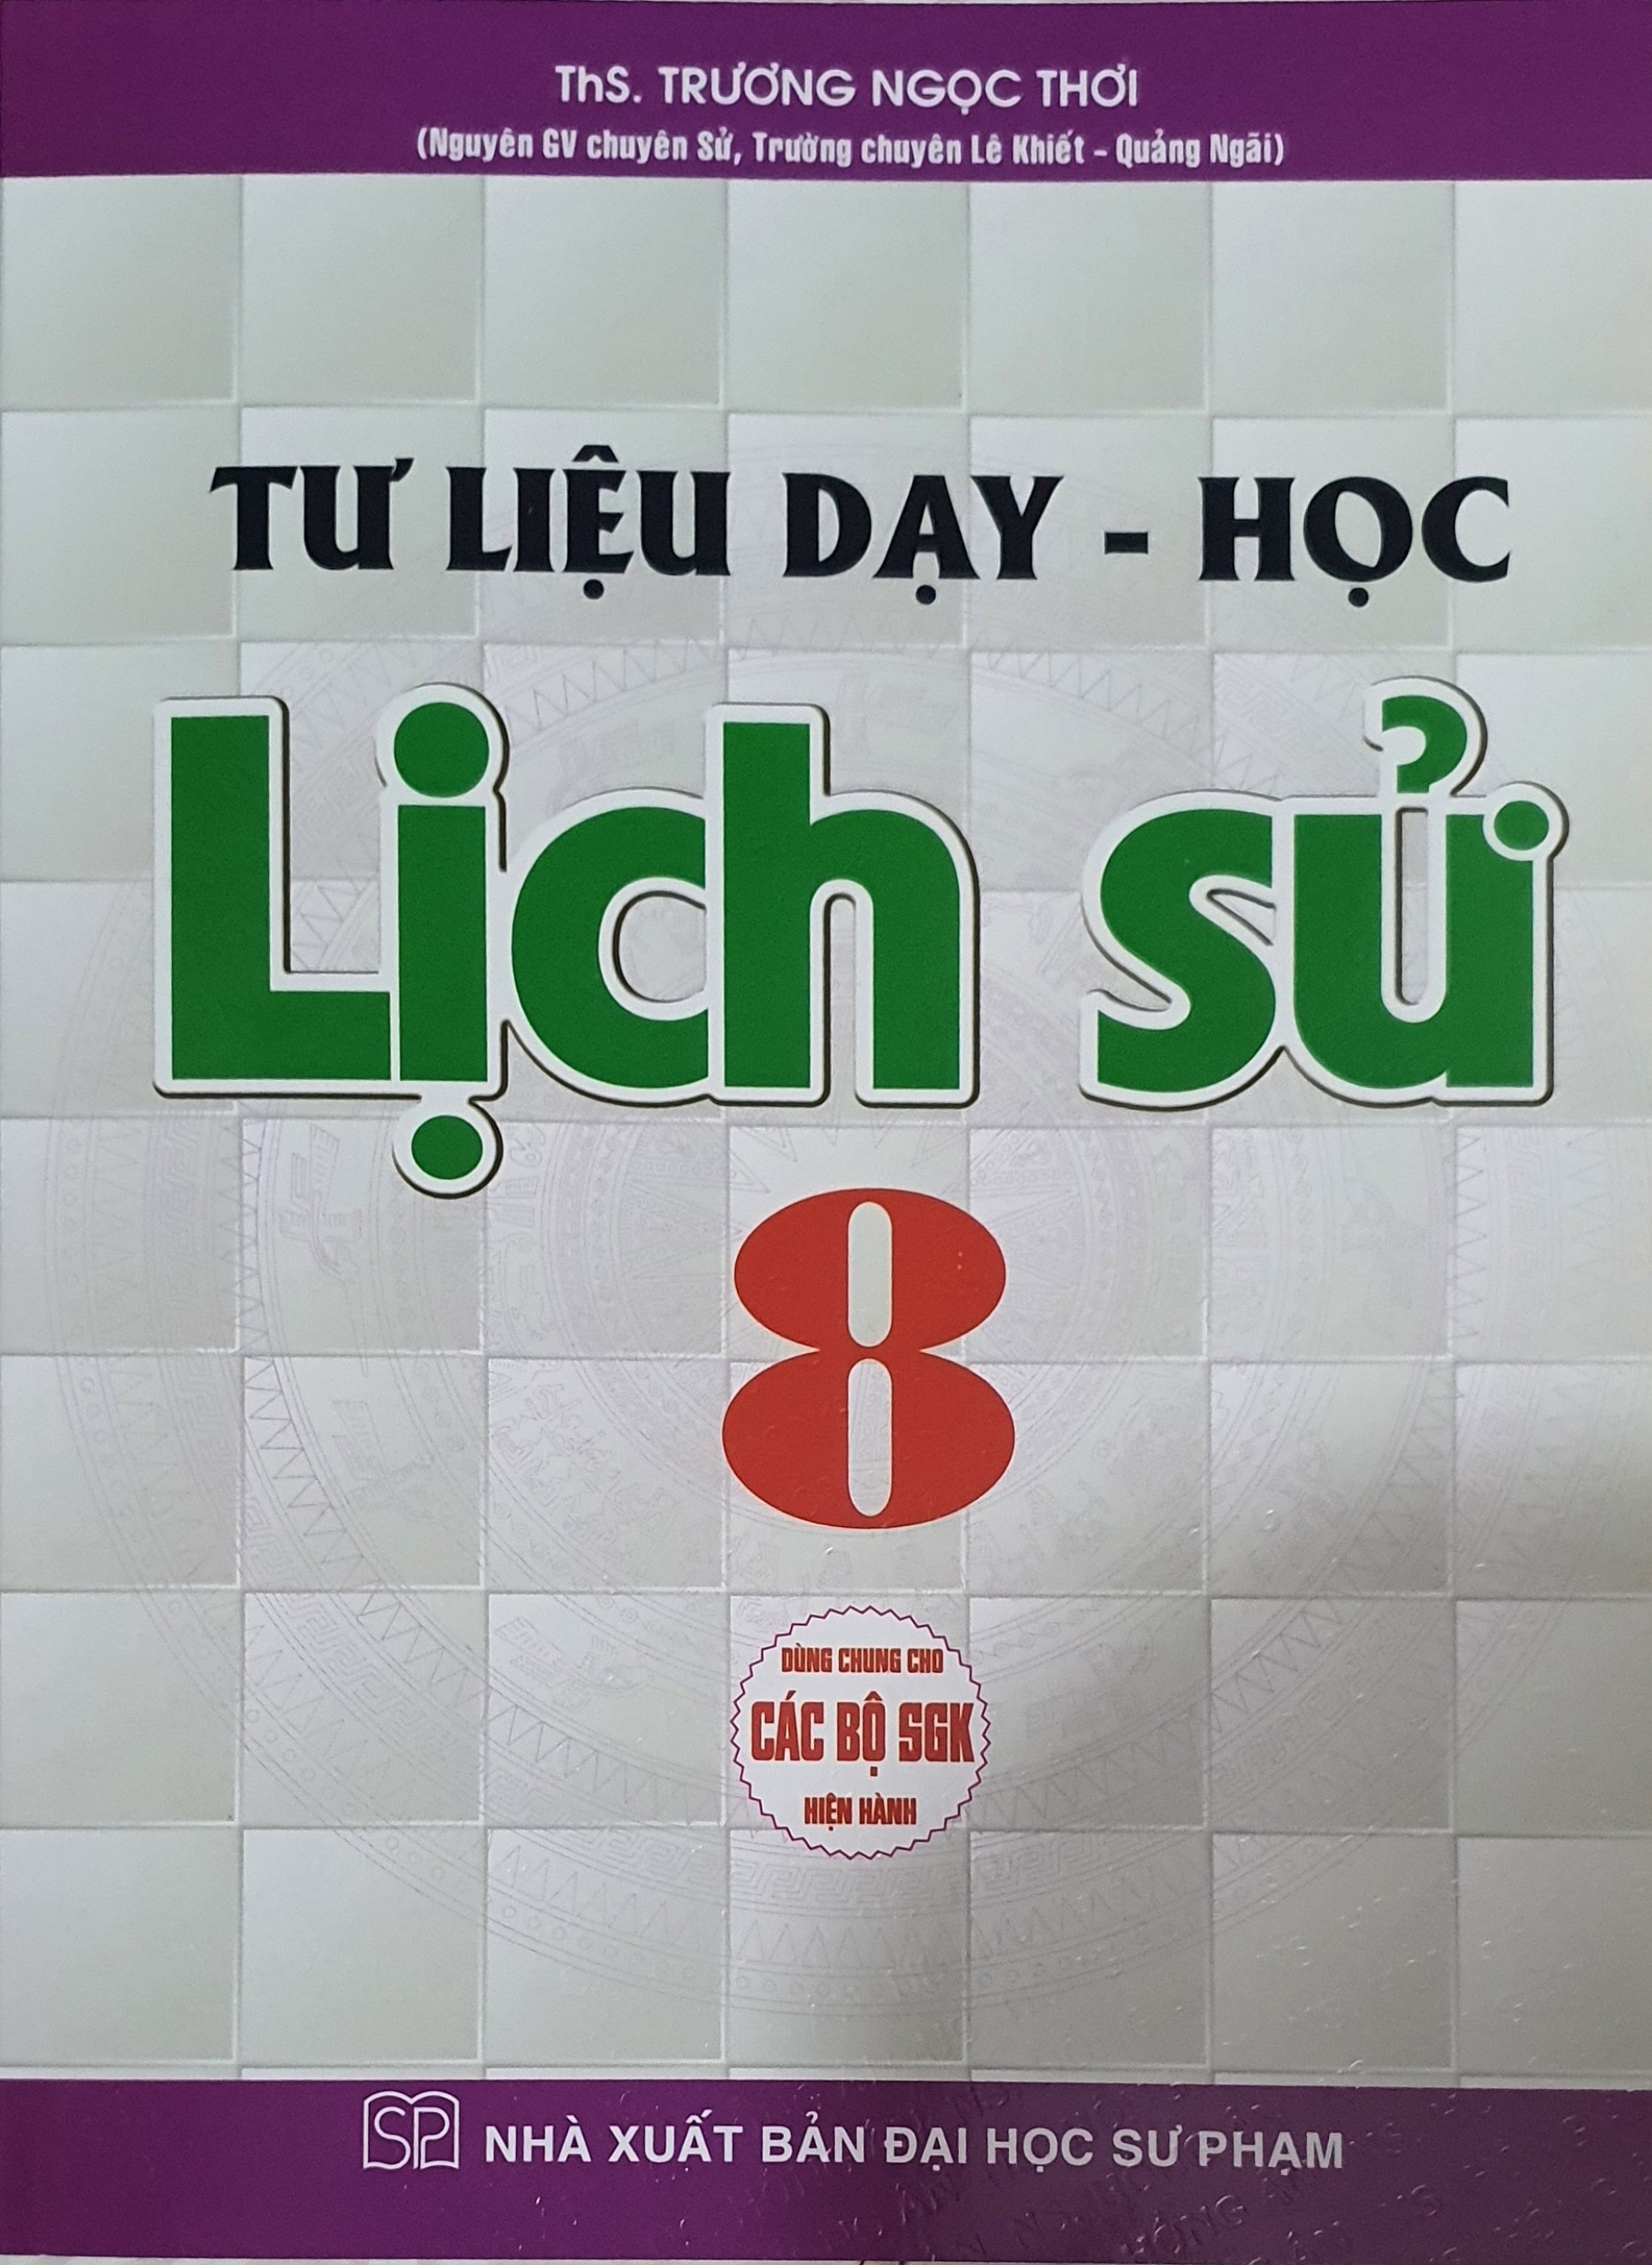 ThS. TRƯƠNG NGỌC THƠI
(Nguyên GV chuyên Sử, Trường chuyên Lê Khiết - Quảng Ngãi)
TƯ LIỆU DẠY - HỌC
Lịch sử
8
DÙNG CHUNG CHO
CÁC BỘ SGK
HIỆN HÀNH
SP NHÀ XUẤT BẢN ĐẠI HỌC SƯ PHẠM